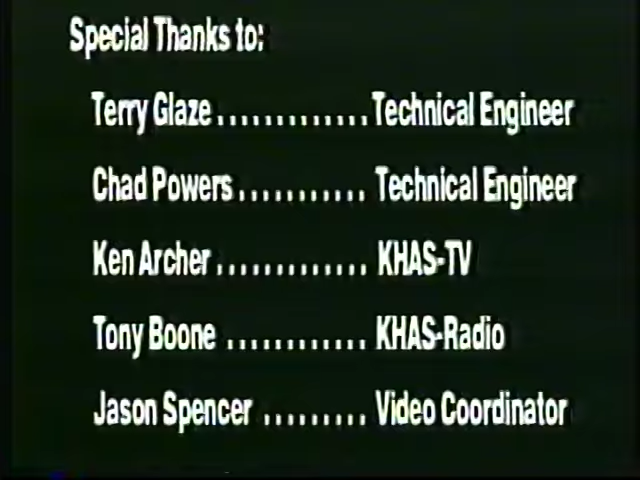 Special Thanks to:
Terry Glaze.............Technical Engineer
Chad Powers........... Technical Engineer
Ken Archer............. KHAS-TV
Tony Boone ............ KHAS-Radio
Jason Spencer ......... Video Coordinator